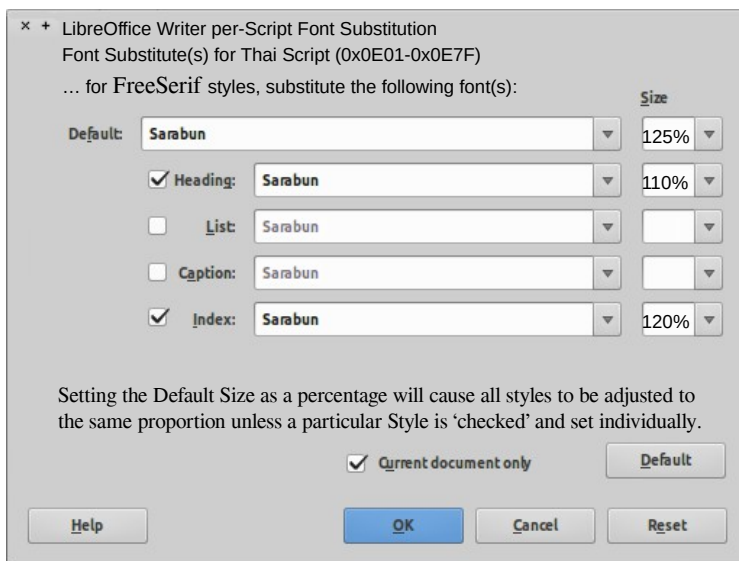 LibreOffice Writer per-Script Font Substitution
Font Substitute(s) for Thai Script (0x0E01-0x0E7F)
… for FreeSerif styles, substitute the following font(s):
Size
Default: Sarabun 125%
Heading: Sarabun 110%
List: Sarabun
Caption: Sarabun
Index: Sarabun 120%
Setting the Default Size as a percentage will cause all styles to be adjusted to
the same proportion unless a particular Style is ‘checked’ and set individually.
Current document only Default
Help OK Cancel Reset